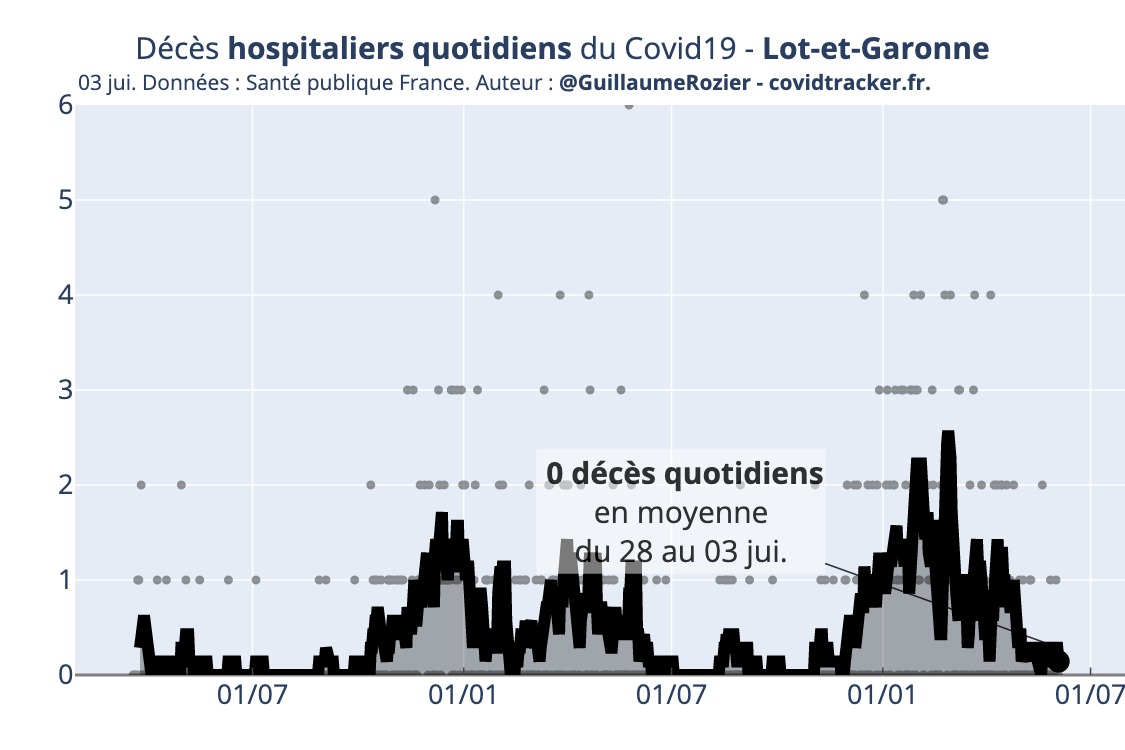 Décès hospitaliers quotidiens du Covid19 - Lot-et-Garonne
03 jui. Données : Santé publique France. Auteur : @GuillaumeRozier - covidtracker.fr.
6
5
4
3
2
1
0
0 décès quotidiens
en moyenne
du 28 au 03 jui.
01/07 01/01 01/07 01/01 01/07